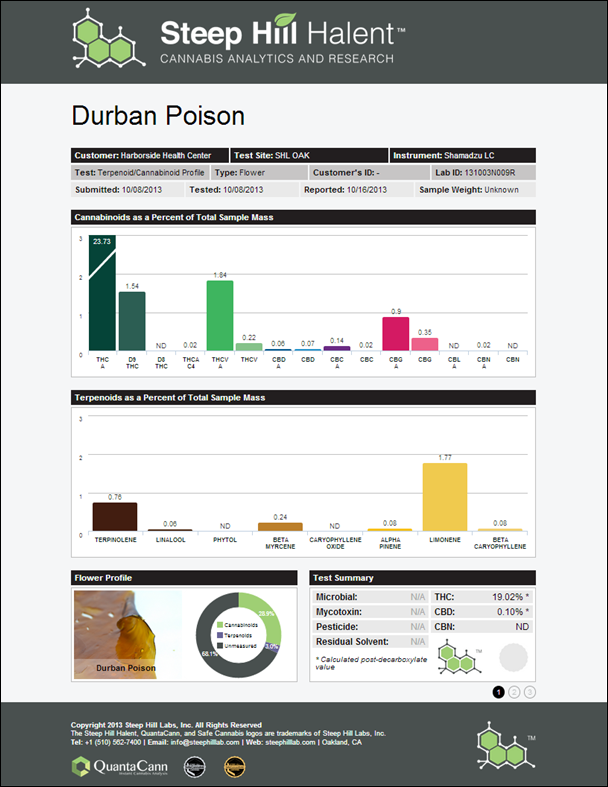 Steep Hill Halent™
CANNABIS ANALYTICS AND RESEARCH
Durban Poison
Customer: Harborside Health Center Test Site: SHL OAK Instrument: Shamadzu LC
Test: Terpenoid/Cannabinoid Profile Type: Flower Customer's ID: - Lab ID: 131003N009R
Submitted: 10/08/2013 Tested: 10/08/2013 Reported: 10/16/2013 Sample Weight: Unknown
Cannabinoids as a Percent of Total Sample Mass
3
23.73
2
1.84
1.54
1
0.9
0.35
ND 0.02 0.22 0.06 0.07 0.14 0.02 ND 0.02 ND
0
THC D9 D8 THCA THCV THCV CBD CBD CBC CBC CBG CBG CBL CBN CBN
A THC THC C4 A A A A A A
Terpenoids as a Percent of Total Sample Mass
3
2
1.77
1
0.76
0.06 ND 0.24 ND 0.08 0.08
0
TERPINOLENE LINALOOL PHYTOL BETA CARYOPHYLLENE ALPHA LIMONENE BETA
MYRCENE OXIDE PINENE CARYOPHYLLENE
Flower Profile
Durban Poison
Cannabinoids
Terpenoids
Unmeasured
28.9%
3.0%
68.1%
Test Summary
Microbial: N/A THC: 19.02% *
Mycotoxin: N/A CBD: 0.10% *
Pesticide: N/A CBN: ND
Residual Solvent: N/A
* Calculated post-decarboxylate
value
TM
1 2 3
Copyright 2013 Steep Hill Labs, Inc. All Rights Reserved
The Steep Hill Halent, QuantaCann, and Safe Cannabis logos are trademarks of Steep Hill Labs, Inc.
Tel: +1 (510) 562-7400 | Email: info@steephilllab.com | Web: steephilllab.com | Oakland, CA
QuantaCann
Instant Cannabis Analysis
TM